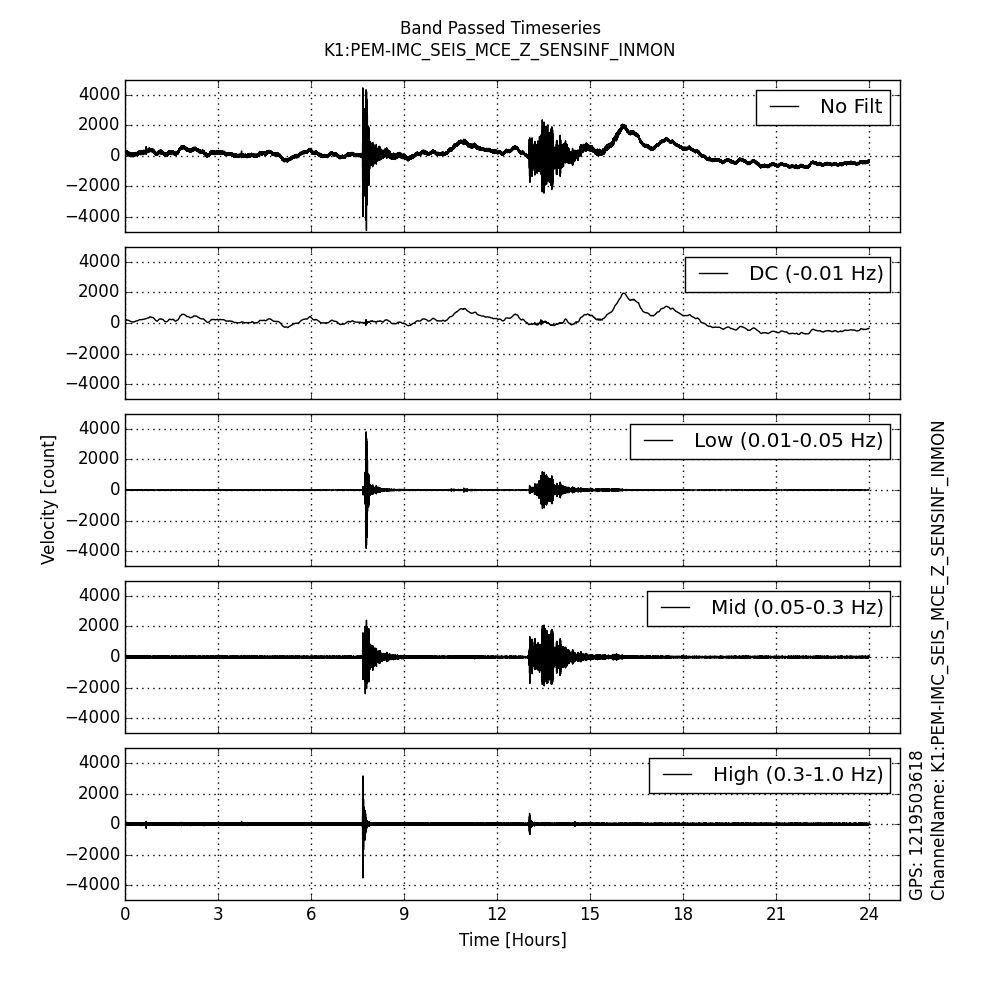 Band Passed Timeseries
K1:PEM-IMC_SEIS_MCE_Z_SENSINF_INMON
4000
2000
0
−2000
−4000
No Filt
4000
2000
0
−2000
−4000
DC (-0.01 Hz)
4000
2000
0
−2000
−4000
Low (0.01-0.05 Hz)
4000
2000
0
−2000
−4000
Mid (0.05-0.3 Hz)
4000
2000
0
−2000
−4000
High (0.3-1.0 Hz)
0 3 6 9 12 15 18 21 24
Time [Hours]
Velocity [count]
GPS: 1219503618
ChannelName: K1:PEM-IMC_SEIS_MCE_Z_SENSINF_INMON